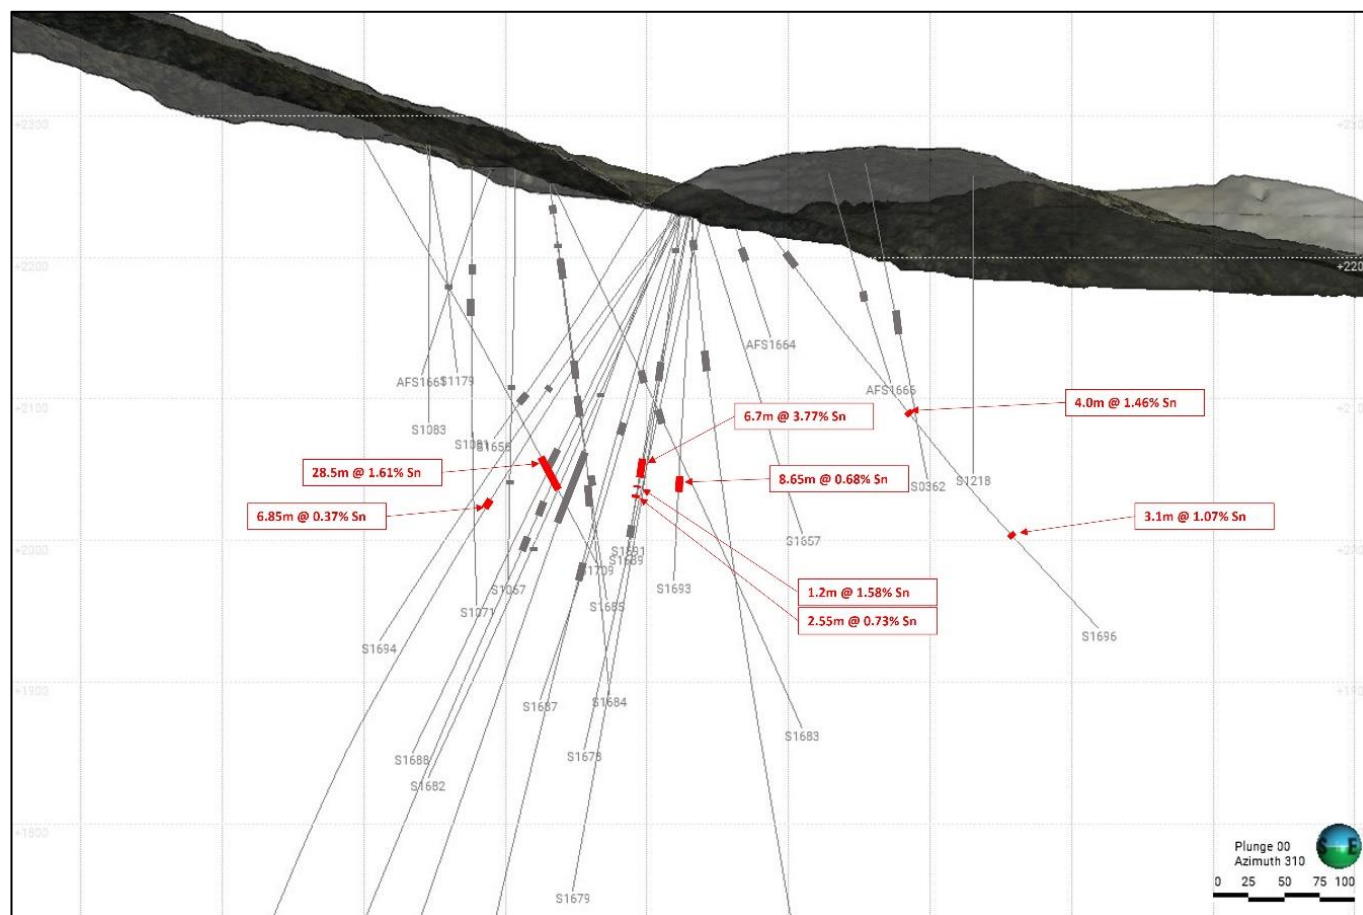 +2300
+2200
+220
AFS1664
AFS166
S1179
AFS1666
+2100
4.0m @ 1.46% Sn
6.7m @ 3.77% Sn
S1083
S1081
S1656
28.5m @ 1.61% Sn
8.65m @ 0.68% Sn
S0362
S1218
6.85m @ 0.37% Sn
3.1m @ 1.07% Sn
+2000
S1657
S1691
S1689
S1709
S1067
S1693
1.2m @ 1.58% Sn
S1071
S1685
2.55m @ 0.73% Sn
S1694
S1696
+1900
S1687
S1684
S1683
S1678
S1688
S1682
+1800
Plunge 00
Azimuth 310
S E
0 25 50 75 100
S1679